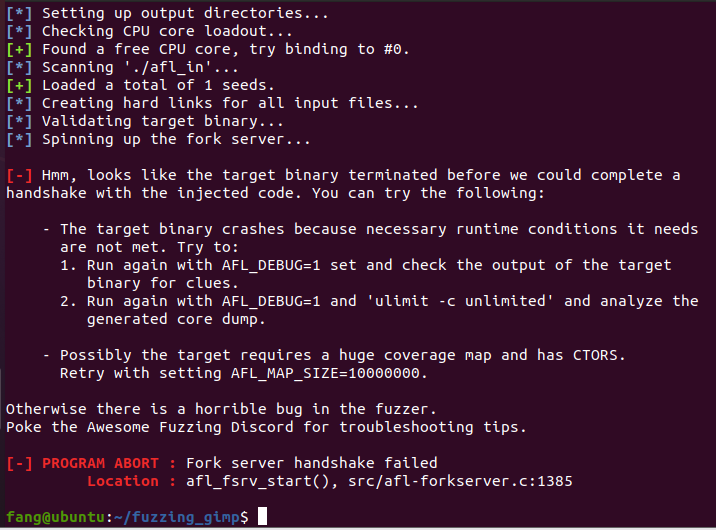 [*] Setting up output directories...
[*] Checking CPU core loadout...
[+] Found a free CPU core, try binding to #0.
[*] Scanning './afl_in'...
[+] Loaded a total of 1 seeds.
[*] Creating hard links for all input files...
[*] Validating target binary...
[*] Spinning up the fork server...

[-] Hmm, looks like the target binary terminated before we could complete a
handshake with the injected code. You can try the following:

    - The target binary crashes because necessary runtime conditions it needs
      are not met. Try to:
      1. Run again with AFL_DEBUG=1 set and check the output of the target
         binary for clues.
      2. Run again with AFL_DEBUG=1 and 'ulimit -c unlimited' and analyze the
         generated core dump.

    - Possibly the target requires a huge coverage map and has CTORS.
      Retry with setting AFL_MAP_SIZE=10000000.

Otherwise there is a horrible bug in the fuzzer.
Poke the Awesome Fuzzing Discord for troubleshooting tips.

[-] PROGRAM ABORT : Fork server handshake failed
         Location : afl_fsrv_start(), src/afl-forkserver.c:1385

fang@ubuntu:~/fuzzing_gimp$